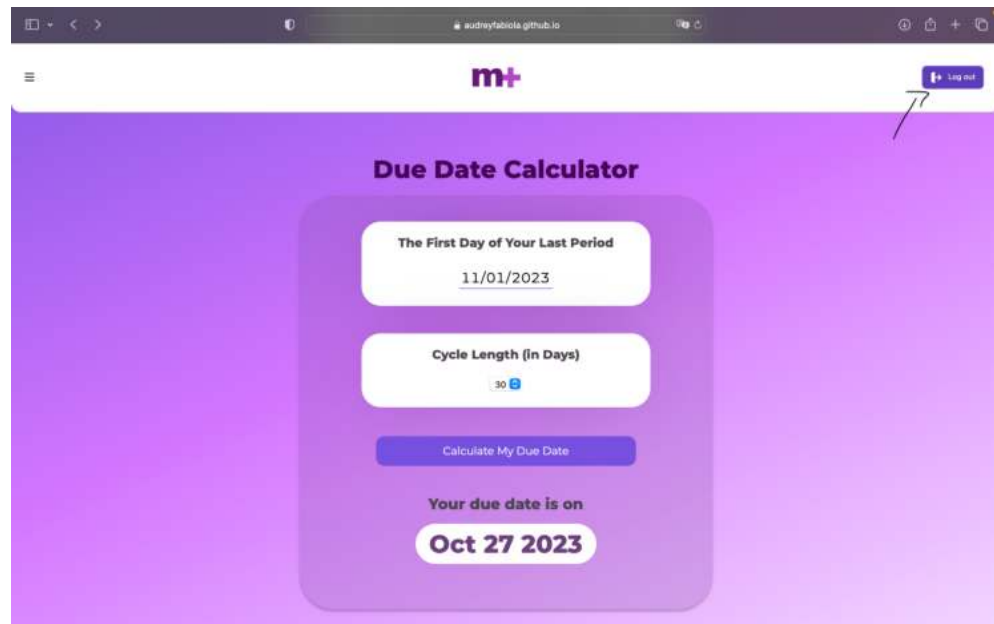 audreyfabiola.github.io
m+
Log out
Due Date Calculator
The First Day of Your Last Period
11/01/2023
Cycle Length (in Days)
30
Calculate My Due Date
Your due date is on
Oct 27 2023